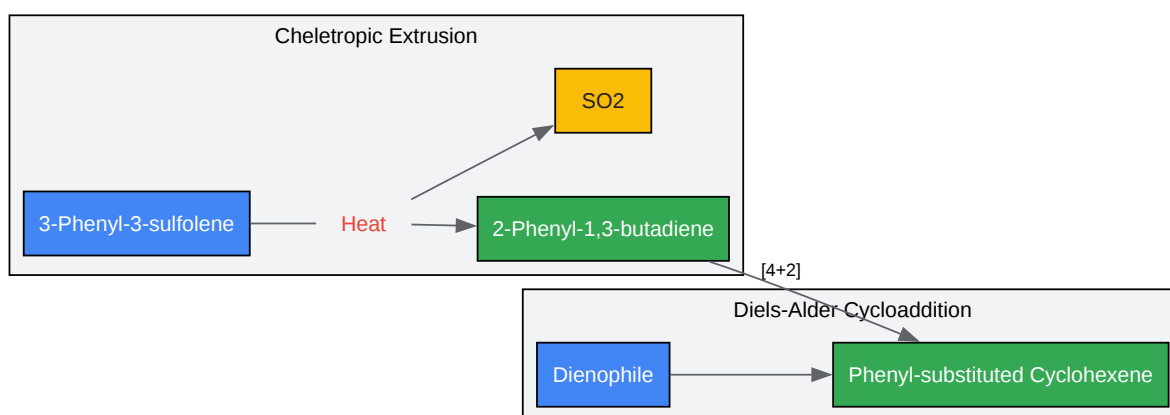 Cheletropic Extrusion
SO2
3-Phenyl-3-sulfolene
Heat
2-Phenyl-1,3-butadiene
[4+2]
Diels-Alder Cycloaddition
Dienophile
Phenyl-substituted Cyclohexene